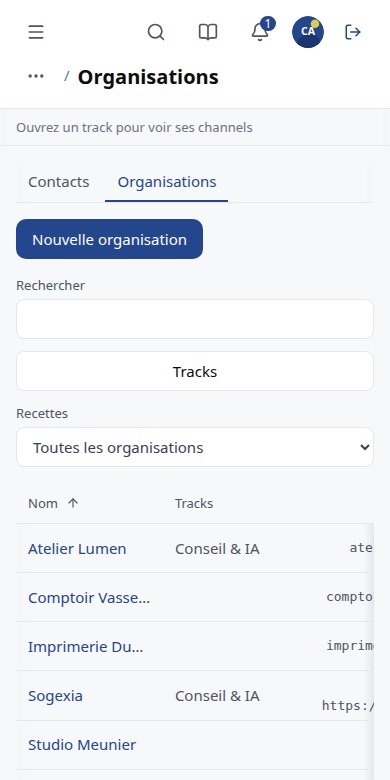 1
CA
... / Organisations
Ouvrez un track pour voir ses channels
Contacts Organisations
Nouvelle organisation
Rechercher
Tracks
Recettes
Toutes les organisations
Nom ↑ Tracks
Atelier Lumen Conseil & IA ate
Comptoir Vasse... compto
Imprimerie Du... imprim
Sogexia Conseil & IA https:/
Studio Meunier